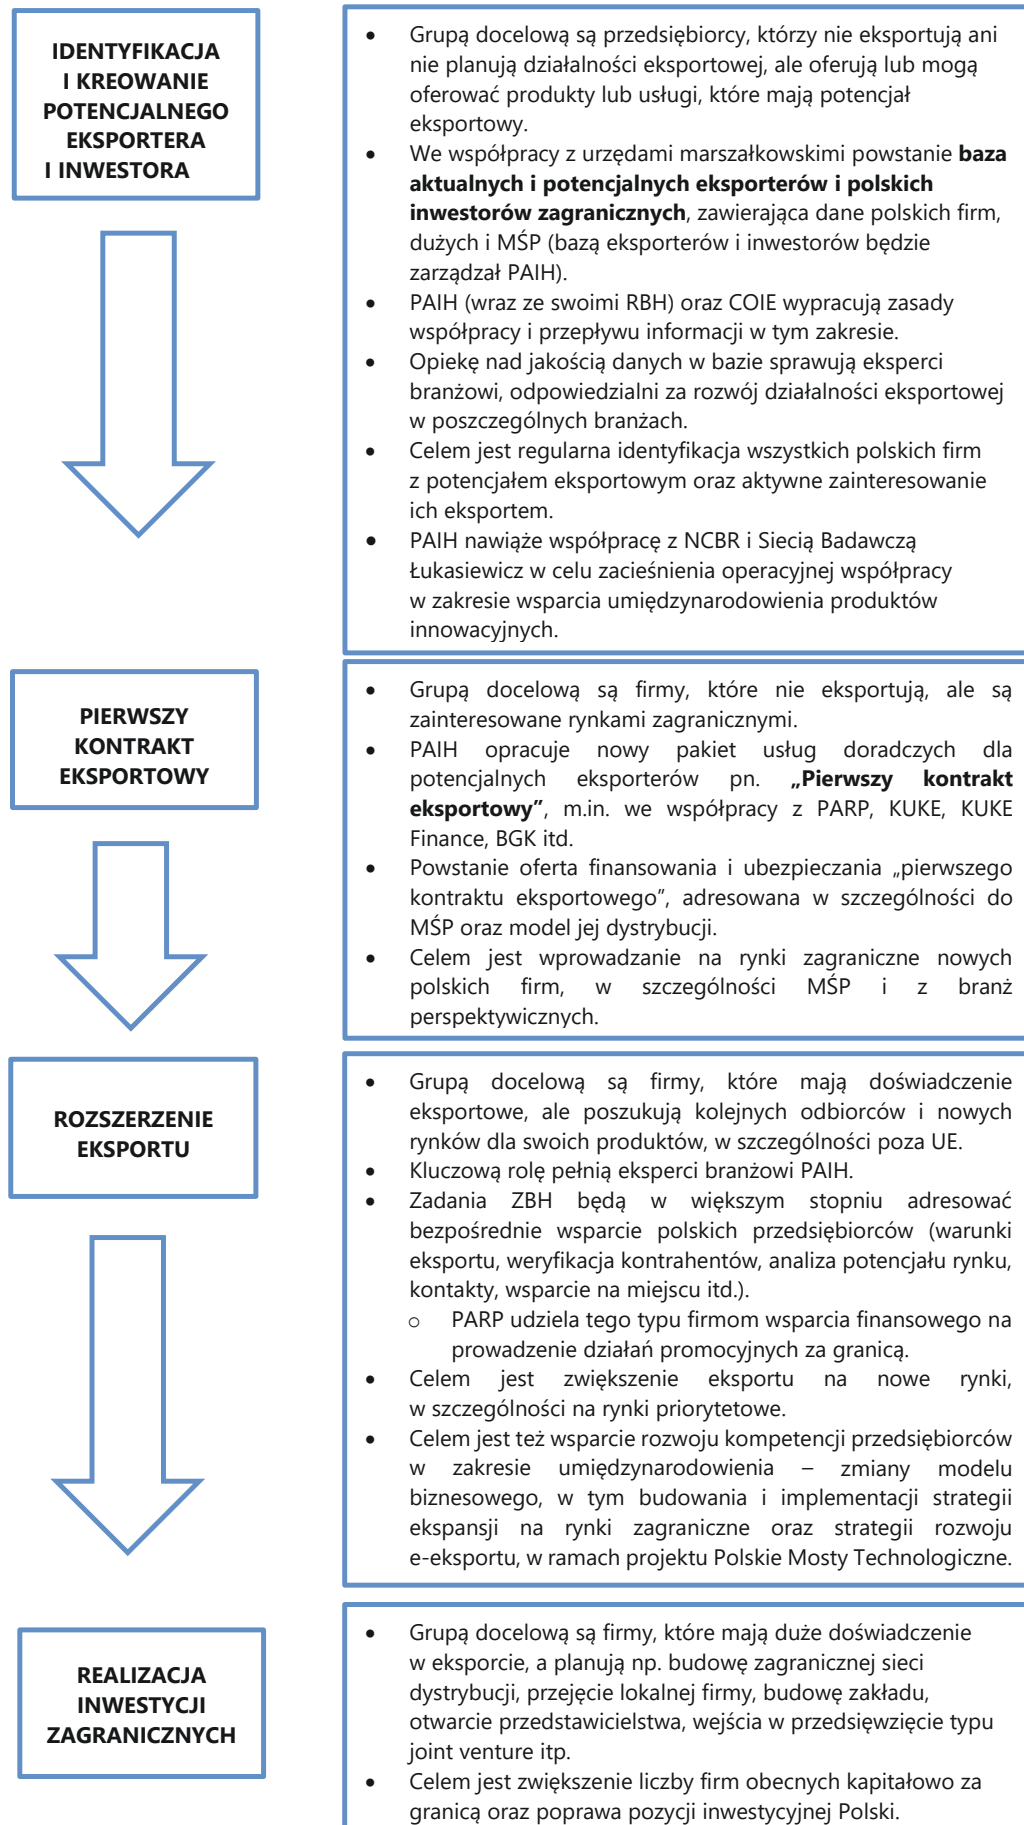 IDENTYFIKACJA
I KREOWANIE
POTENCJALNEGO
EKSPORTERA
I INWESTORA
• Grupą docelową są przedsiębiorcy, którzy nie eksportują ani
nie planują działalności eksportowej, ale oferują lub mogą
oferować produkty lub usługi, które mają potencjał
eksportowy.
• We współpracy z urzędami marszałkowskimi powstanie baza
aktualnych i potencjalnych eksporterów i polskich
inwestorów zagranicznych, zawierająca dane polskich firm,
dużych i MŚP (bazą eksporterów i inwestorów będzie
zarządzał PAIH).
• PAIH (wraz ze swoimi RBH) oraz COIE wypracują zasady
współpracy i przepływu informacji w tym zakresie.
• Opiekę nad jakością danych w bazie sprawują eksperci
branżowi, odpowiedzialni za rozwój działalności eksportowej
w poszczególnych branżach.
• Celem jest regularna identyfikacja wszystkich polskich firm
z potencjałem eksportowym oraz aktywne zainteresowanie
ich eksportem.
• PAIH nawiąże współpracę z NCBR i Siecią Badawczą
Łukasiewicz w celu zacieśnienia operacyjnej współpracy
w zakresie wsparcia umiędzynarodowienia produktów
innowacyjnych.
PIERWSZY
KONTRAKT
EKSPORTOWY
• Grupą docelową są firmy, które nie eksportują, ale są
zainteresowane rynkami zagranicznymi.
• PAIH opracuje nowy pakiet usług doradczych dla
potencjalnych eksporterów pn. „Pierwszy kontrakt
eksportowy”, m.in. we współpracy z PARP, KUKE, KUKE
Finance, BGK itd.
• Powstanie oferta finansowania i ubezpieczania „pierwszego
kontraktu eksportowego”, adresowana w szczególności do
MŚP oraz model jej dystrybucji.
• Celem jest wprowadzanie na rynki zagraniczne nowych
polskich firm, w szczególności MŚP i z branż
perspektywicznych.
ROZSZERZENIE
EKSPORTU
• Grupą docelową są firmy, które mają doświadczenie
eksportowe, ale poszukują kolejnych odbiorców i nowych
rynków dla swoich produktów, w szczególności poza UE.
• Kluczową rolę pełnią eksperci branżowi PAIH.
• Zadania ZBH będą w większym stopniu adresować
bezpośrednie wsparcie polskich przedsiębiorców (warunki
eksportu, weryfikacja kontrahentów, analiza potencjału rynku,
kontakty, wsparcie na miejscu itd.).
o PARP udziela tego typu firmom wsparcia finansowego na
prowadzenie działań promocyjnych za granicą.
• Celem jest zwiększenie eksportu na nowe rynki,
w szczególności na rynki priorytetowe.
• Celem jest też wsparcie rozwoju kompetencji przedsiębiorców
w zakresie umiędzynarodowienia – zmiany modelu
biznesowego, w tym budowania i implementacji strategii
ekspansji na rynki zagraniczne oraz strategii rozwoju
e-eksportu, w ramach projektu Polskie Mosty Technologiczne.
REALIZACJA
INWESTYCJI
ZAGRANICZNYCH
• Grupą docelową są firmy, które mają duże doświadczenie
w eksporcie, a planują np. budowę zagranicznej sieci
dystrybucji, przejęcie lokalnej firmy, budowę zakładu,
otwarcie przedstawicielstwa, wejścia w przedsięwzięcie typu
joint venture itp.
• Celem jest zwiększenie liczby firm obecnych kapitałowo za
granicą oraz poprawa pozycji inwestycyjnej Polski.